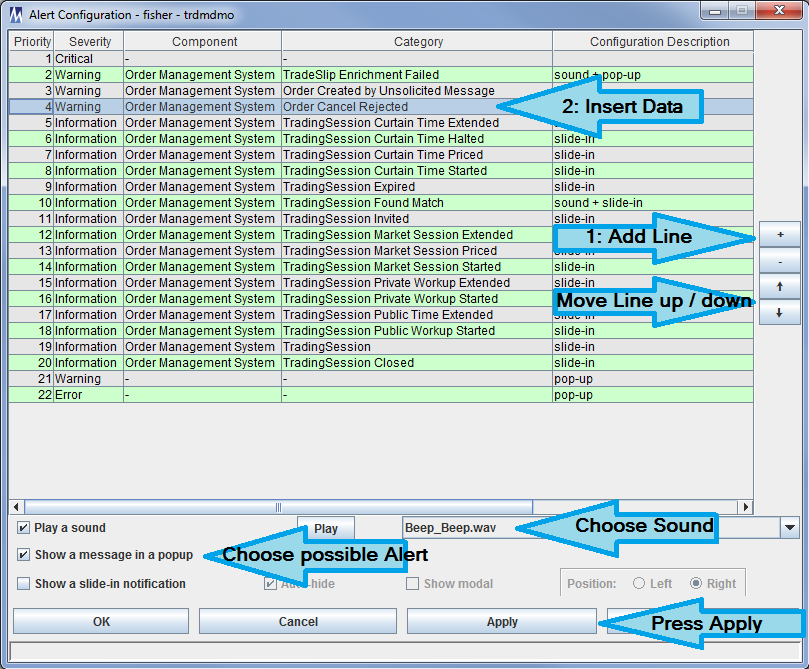 Alert Configuration - fisher - trdmdmo
Priority Severity Component Category Configuration Description
1 Critical - -
2 Warning Order Management System TradeSlip Enrichment Failed sound + pop-up
3 Warning Order Management System Order Created by Unsolicited Message
4 Warning Order Management System Order Cancel Rejected
2: Insert Data
5 Information Order Management System TradingSession Curtain Time Extended
6 Information Order Management System TradingSession Curtain Time Halted slide-in
7 Information Order Management System TradingSession Curtain Time Priced slide-in
8 Information Order Management System TradingSession Curtain Time Started slide-in
9 Information Order Management System TradingSession Expired slide-in
10 Information Order Management System TradingSession Found Match sound + slide-in
11 Information Order Management System TradingSession Invited slide-in
12 Information Order Management System TradingSession Market Session Extended
1: Add Line
+
13 Information Order Management System TradingSession Market Session Priced
14 Information Order Management System TradingSession Market Session Started slide-in
-
15 Information Order Management System TradingSession Private Workup Extended slide-in
16 Information Order Management System TradingSession Private Workup Started
Move Line up / down
17 Information Order Management System TradingSession Public Time Extended slide-in
18 Information Order Management System TradingSession Public Workup Started slide-in
19 Information Order Management System TradingSession slide-in
20 Information Order Management System TradingSession Closed slide-in
21 Warning - - pop-up
22 Error - - pop-up
Play a sound Play Beep_Beep.wav Choose Sound
Show a message in a popup Choose possible Alert
Show a slide-in notification Show modal Position: Left Right
OK Cancel Apply Press Apply